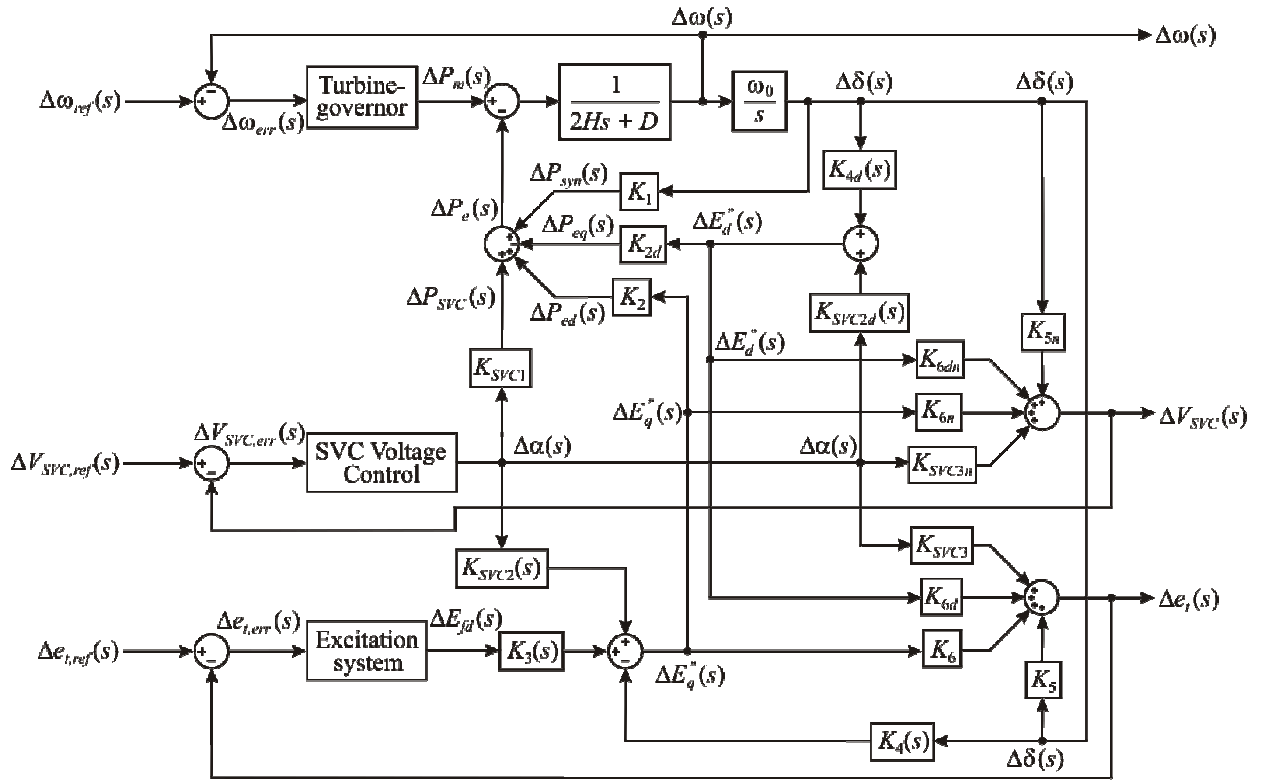 Δω(s)
Δω(s)
Δω_ref(s)
+
−
Δω_err(s)
Turbine-
governor
ΔP_m(s)
+
−
1
2Hs + D
ω_0
s
Δδ(s)
Δδ(s)
K_4d(s)
ΔP_syn(s)
K_1
ΔP_e(s)
ΔP_eq(s)
K_2d
ΔE_d"(s)
+
+
+
+
+
+
ΔP_SVC(s)
ΔP_ed(s)
K_2
K_SVC2d(s)
K_5n
ΔE_d"(s)
K_6dn
K_SVC1
ΔE_q"(s)
K_6n
+
+
+
+
ΔV_SVC(s)
ΔV_SVC,ref(s)
+
−
ΔV_SVC,err(s)
SVC Voltage
Control
Δα(s)
Δα(s)
K_SVC3n
K_SVC2(s)
K_SVC3
K_6d
+
+
+
+
Δe_t(s)
Δe_t,ref(s)
+
−
Δe_t,err(s)
Excitation
system
ΔE_fd(s)
K_3(s)
+
+
−
ΔE_q"(s)
K_6
K_5
K_4(s)
Δδ(s)